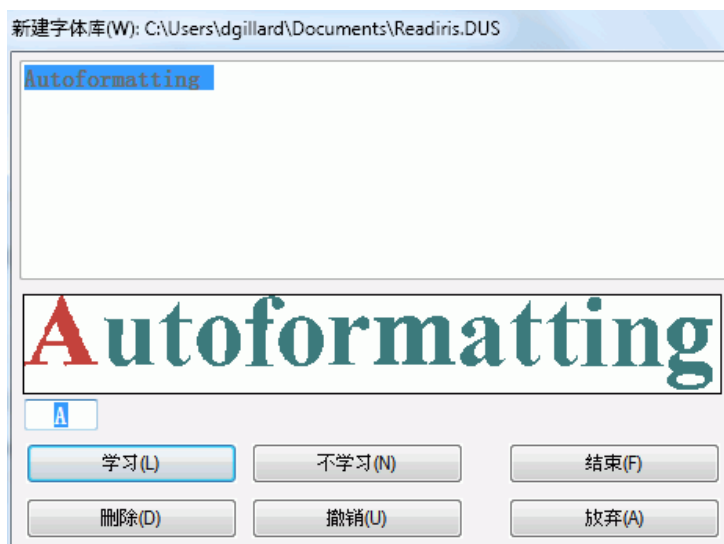 新建字体库(W): C:\Users\dgillard\Documents\Readiris.DUS
Autoformatting
Autoformatting
A
学习(L) 不学习(N) 结束(F)
删除(D) 撤销(U) 放弃(A)